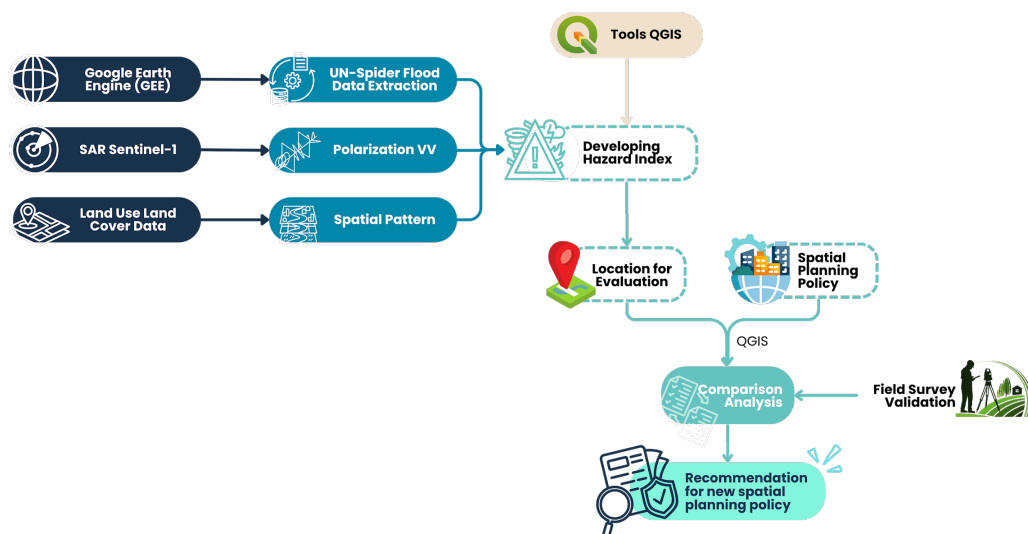 Tools QGIS
Google Earth
Engine (GEE)
UN-Spider Flood
Data Extraction
SAR Sentinel-1
Polarization VV
Developing
Hazard Index
Land Use Land
Cover Data
Spatial Pattern
Location for
Evaluation
Spatial
Planning
Policy
QGIS
Comparison
Analysis
Field Survey
Validation
Recommendation
for new spatial
planning policy